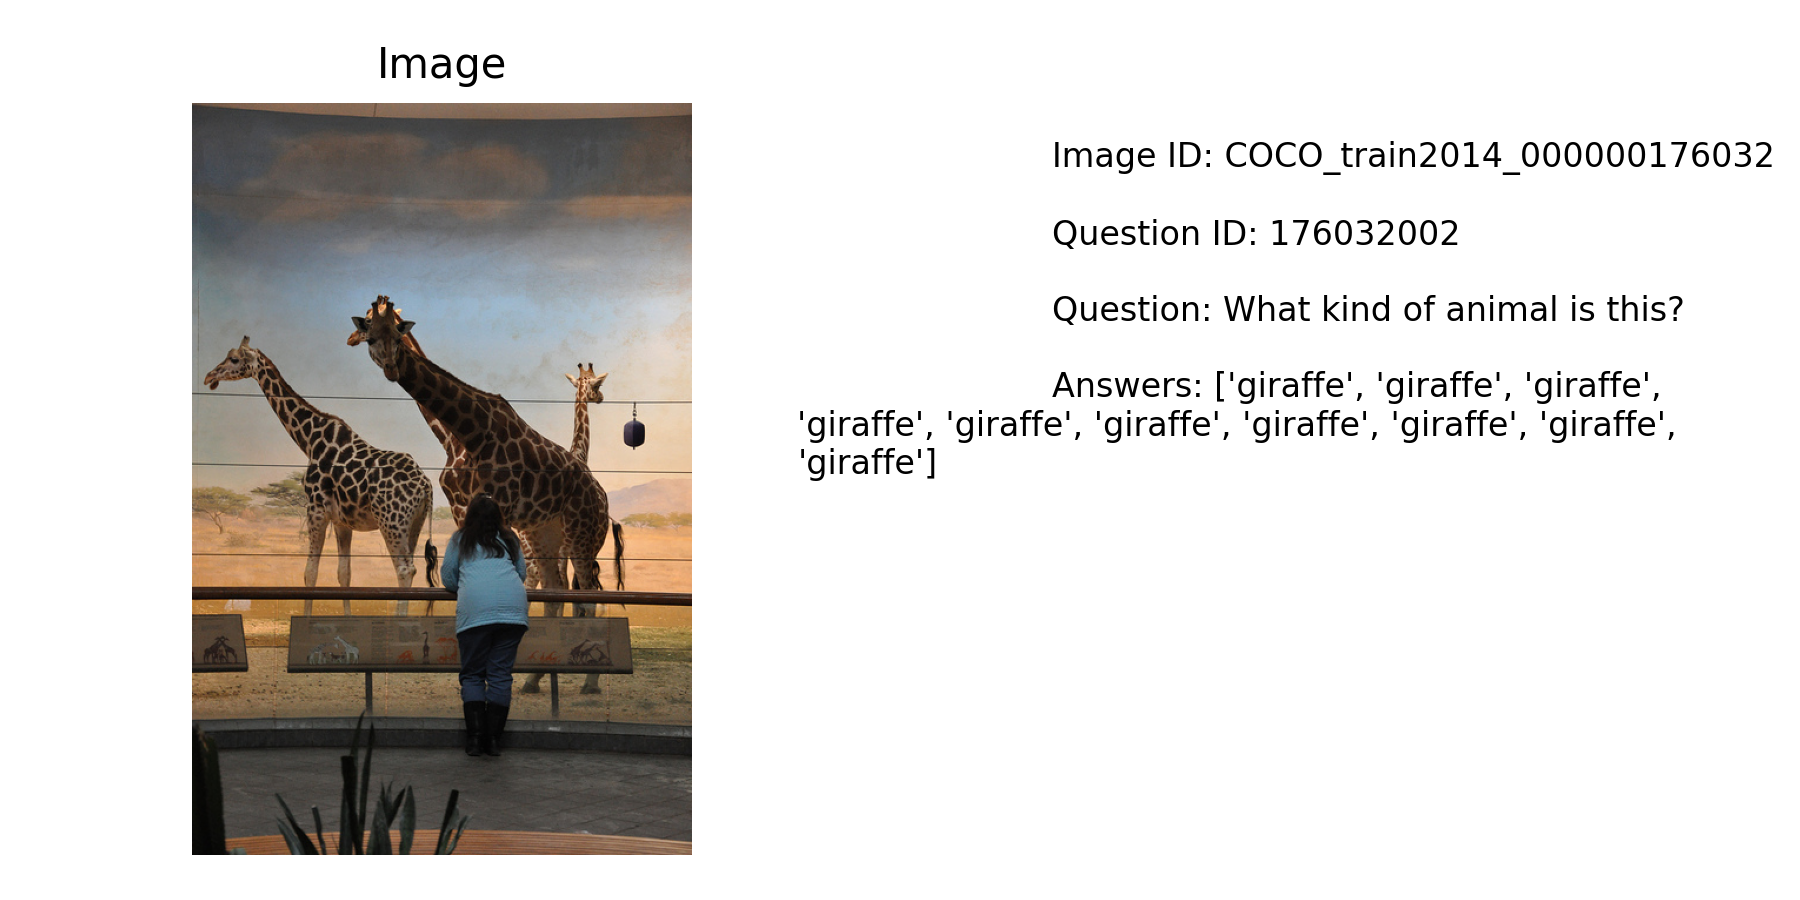 Image
Image ID: COCO_train2014_000000176032
Question ID: 176032002
Question: What kind of animal is this?
Answers: ['giraffe', 'giraffe', 'giraffe',
'giraffe', 'giraffe', 'giraffe', 'giraffe', 'giraffe', 'giraffe',
'giraffe']